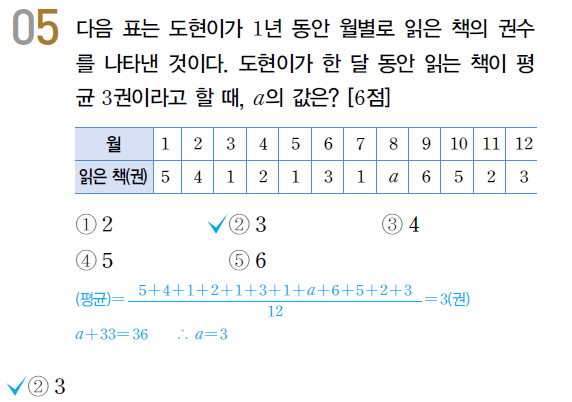 05 다음 표는 도현이가 1년 동안 월별로 읽은 책의 권수
를 나타낸 것이다. 도현이가 한 달 동안 읽는 책이 평
균 3권이라고 할 때, a의 값은? [6점]
월 1 2 3 4 5 6 7 8 9 10 11 12
읽은 책(권) 5 4 1 2 1 3 1 a 6 5 2 3
① 2 ② 3 ③ 4
④ 5 ⑤ 6
(평균)= 5+4+1+2+1+3+1+a+6+5+2+3 =3(권)
12
a+33=36 ∴ a=3
② 3